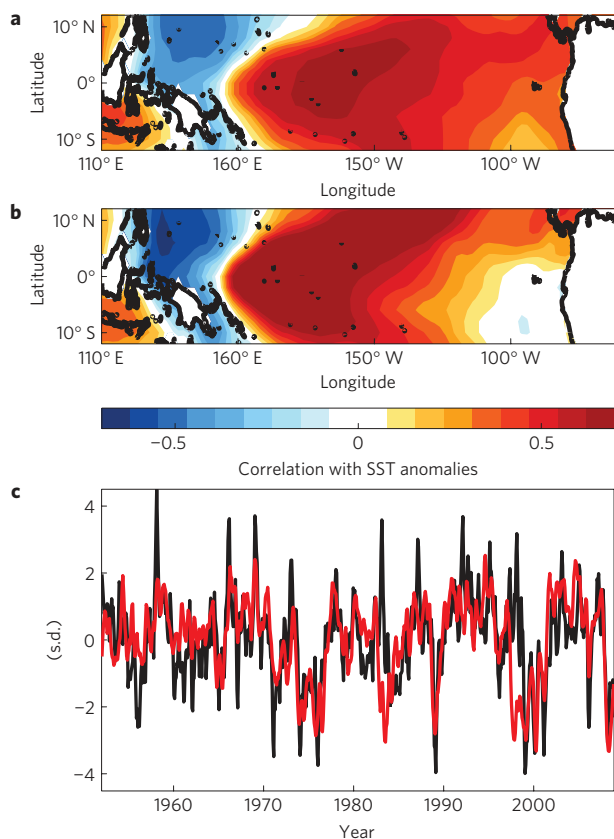 a
10° N
0°
10° S
Latitude
110° E 160° E 150° W 100° W
Longitude
b
10° N
0°
10° S
Latitude
110° E 160° E 150° W 100° W
Longitude
−0.5 0 0.5
Correlation with SST anomalies
c
4
2
0
−2
−4
(s.d.)
1960 1970 1980 1990 2000
Year